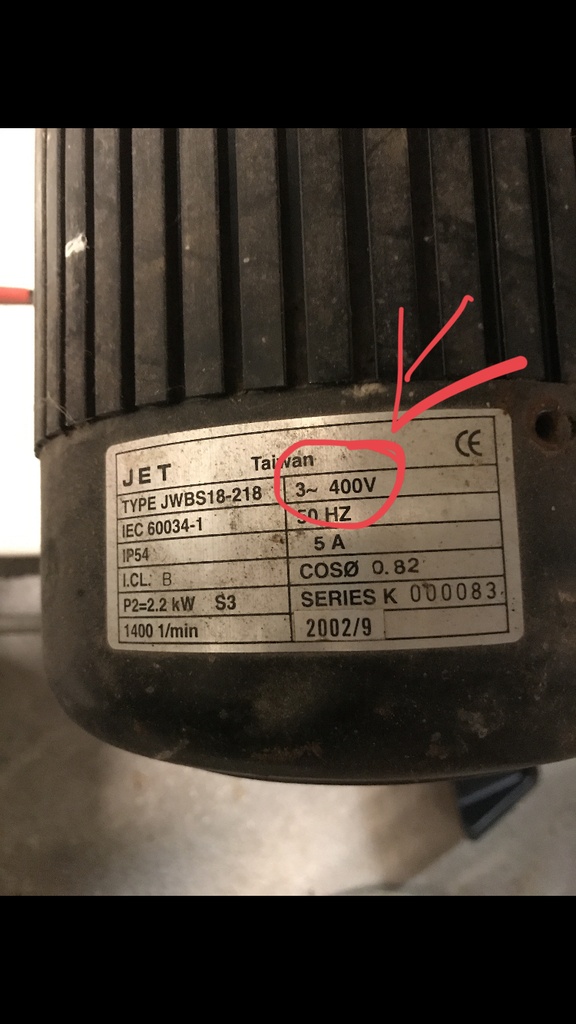 JET Taiwan CE
TYPE JWBS18-218 3~ 400V
IEC 60034-1 50 HZ
IP54 5 A
I.CL: B COSØ 0.82
P2=2.2 kW S3 SERIES K 000083
1400 1/min 2002/9